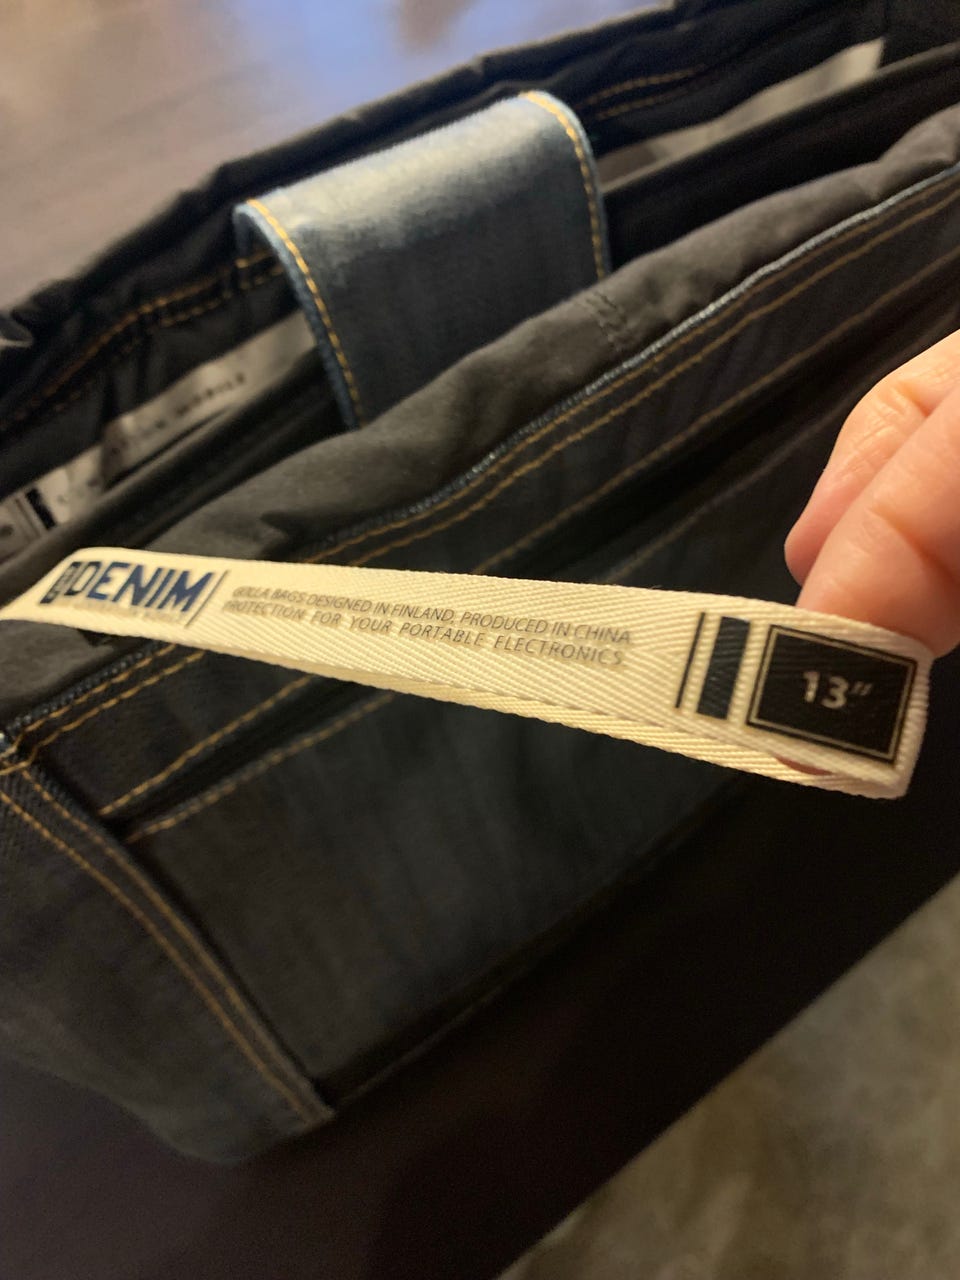 DENIM
GOLLA BAGS DESIGNED IN FINLAND, PRODUCED IN CHINA.
PROTECTION FOR YOUR PORTABLE ELECTRONICS
13"